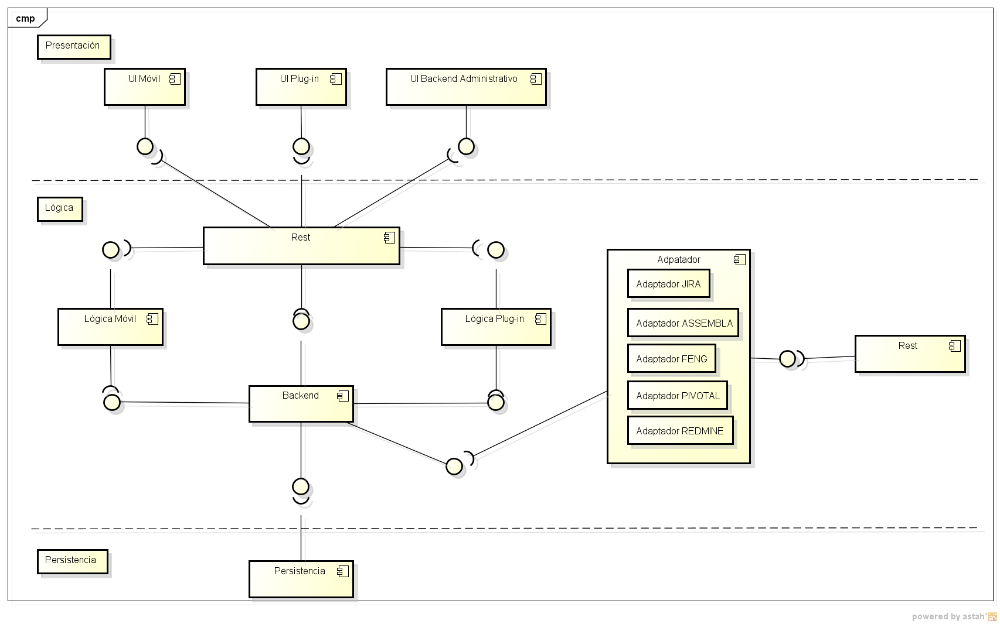 cmp
Presentación
UI Móvil
UI Plug-in
UI Backend Administrativo
Lógica
Rest
Adpatador
Adaptador JIRA
Adaptador ASSEMBLA
Adaptador FENG
Adaptador PIVOTAL
Adaptador REDMINE
Lógica Móvil
Lógica Plug-in
Rest
Backend
Persistencia
Persistencia
powered by astah*